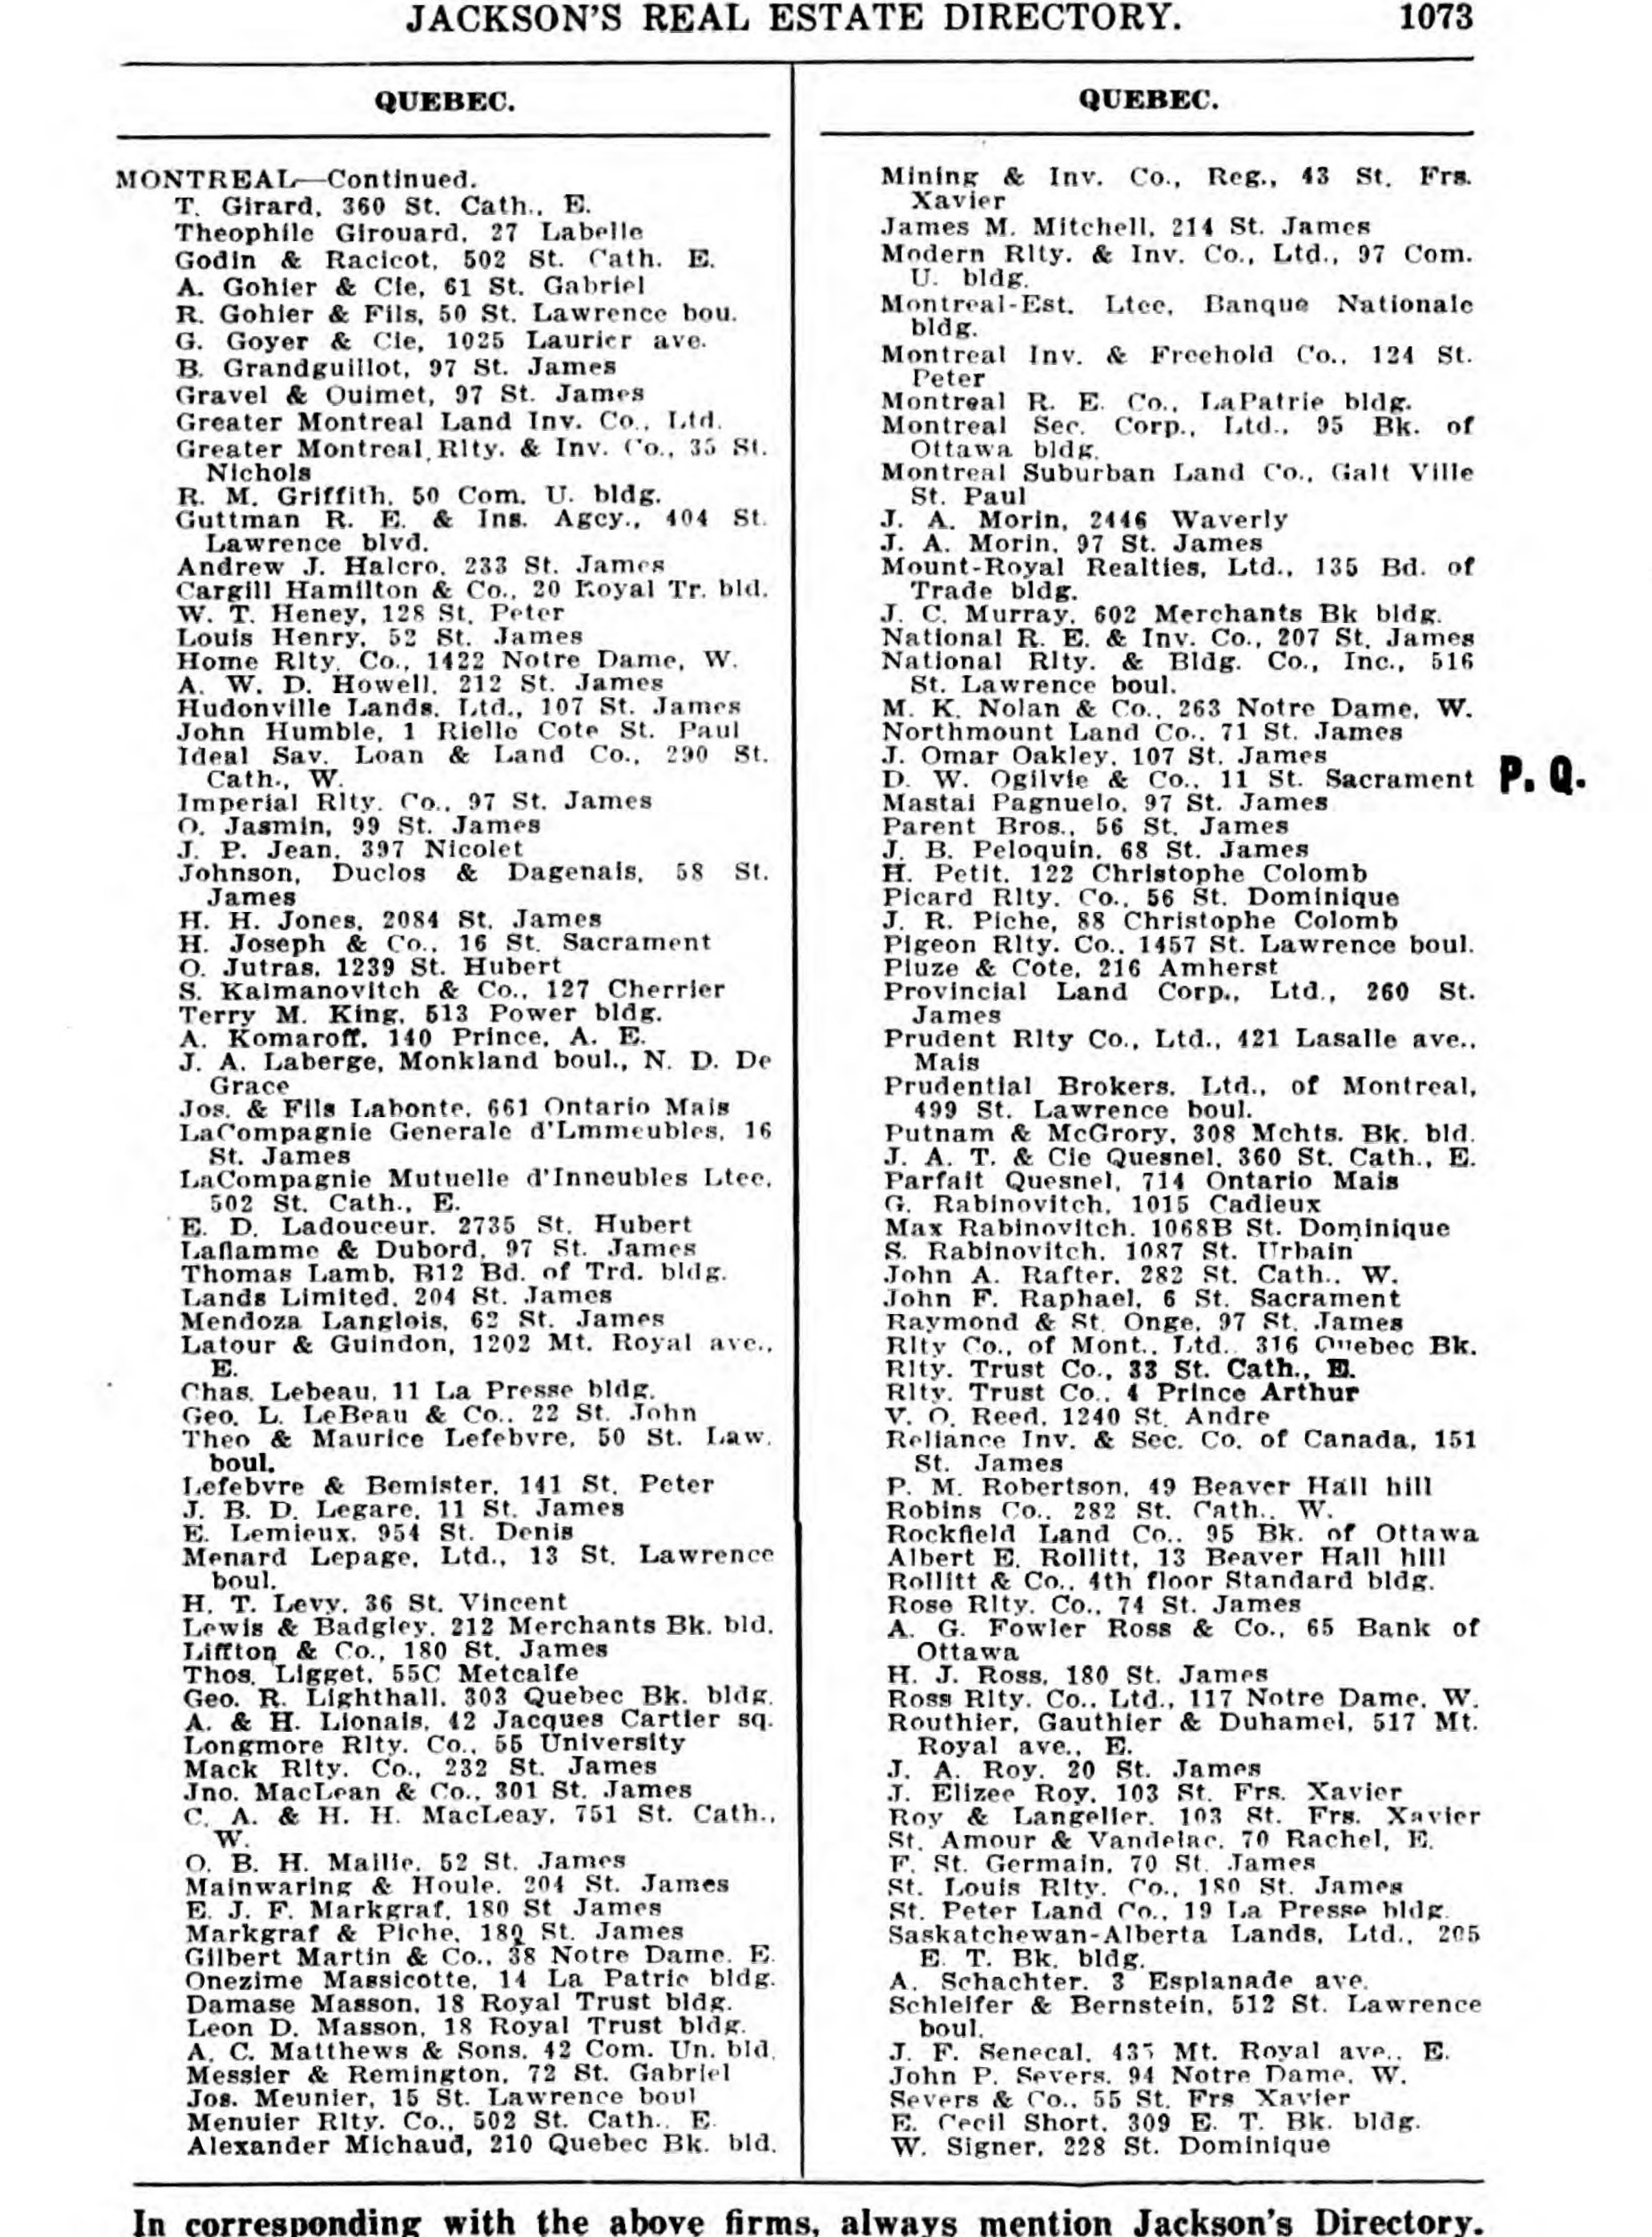 JACKSON'S REAL ESTATE DIRECTORY. 1073
QUEBEC.
MONTREAL—Continued.
T. Girard, 360 St. Cath., E.
Theophile Girouard, 27 Labelle
Godin & Racicot, 502 St. Cath. E.
A. Gohier & Cie, 61 St. Gabriel
R. Gohier & Fils, 50 St. Lawrence bou.
G. Goyer & Cie, 1025 Laurier ave.
B. Grandguillot, 97 St. James
Gravel & Ouimet, 97 St. James
Greater Montreal Land Inv. Co., Ltd.
Greater Montreal Rlty. & Inv. Co., 35 St.
Nichols
R. M. Griffith, 50 Com. U. bldg.
Guttman R. E. & Ins. Agcy., 404 St.
Lawrence blvd.
Andrew J. Halcro, 233 St. James
Cargill Hamilton & Co., 20 Royal Tr. bld.
W. T. Heney, 128 St. Peter
Louis Henry, 52 St. James
Home Rlty. Co., 1422 Notre Dame, W.
A. W. D. Howell, 212 St. James
Hudonville Lands, Ltd., 107 St. James
John Humble, 1 Rielle Cote St. Paul
Ideal Sav. Loan & Land Co., 290 St.
Cath., W.
Imperial Rlty. Co., 97 St. James
O. Jasmin, 99 St. James
J. P. Jean, 397 Nicolet
Johnson, Duclos & Dagenais, 58 St.
James
H. H. Jones, 2084 St. James
H. Joseph & Co., 16 St. Sacrament
O. Jutras, 1239 St. Hubert
S. Kalmanovitch & Co., 127 Cherrier
Terry M. King, 513 Power bldg.
A. Komaroff, 140 Prince, A. E.
J. A. Laberge, Monkland boul., N. D. De
Grace
Jos. & Fils Labonte, 661 Ontario Mais
LaCompagnie Generale d'Lmmeubles, 16
St. James
LaCompagnie Mutuelle d'Inneubles Ltee,
502 St. Cath., E.
E. D. Ladouceur, 2735 St. Hubert
Laflamme & Dubord, 97 St. James
Thomas Lamb, B12 Bd. of Trd. bldg.
Lands Limited, 204 St. James
Mendoza Langlois, 62 St. James
Latour & Guindon, 1202 Mt. Royal ave.,
E.
Chas. Lebeau, 11 La Presse bldg.
Geo. L. LeBeau & Co., 22 St. John
Theo & Maurice Lefebvre, 50 St. Law.
boul.
Lefebvre & Bemister, 141 St. Peter
J. B. D. Legare, 11 St. James
E. Lemieux, 954 St. Denis
Menard Lepage, Ltd., 13 St. Lawrence
boul.
H. T. Levy, 36 St. Vincent
Lewis & Badgley, 212 Merchants Bk. bld.
Liffton & Co., 180 St. James
Thos. Ligget, 55C Metcalfe
Geo. R. Lighthall, 303 Quebec Bk. bldg.
A. & H. Lionais, 42 Jacques Cartier sq.
Longmore Rlty. Co., 55 University
Mack Rlty. Co., 232 St. James
Jno. MacLean & Co., 301 St. James
C. A. & H. H. MacLeay, 751 St. Cath.,
W.
O. B. H. Mallie, 52 St. James
Mainwaring & Houle, 204 St. James
E. J. F. Markgraf, 180 St James
Markgraf & Piche, 180 St. James
Gilbert Martin & Co., 38 Notre Dame, E.
Onezime Massicotte, 14 La Patrie bldg.
Damase Masson, 18 Royal Trust bldg.
Leon D. Masson, 18 Royal Trust bldg.
A. C. Matthews & Sons, 42 Com. Un. bld.
Messier & Remington, 72 St. Gabriel
Jos. Meunier, 15 St. Lawrence boul
Menuler Rlty. Co., 502 St. Cath., E.
Alexander Michaud, 210 Quebec Bk. bld.
QUEBEC.
Mining & Inv. Co., Reg., 43 St. Frs.
Xavier
James M. Mitchell, 214 St. James
Modern Rlty. & Inv. Co., Ltd., 97 Com.
U. bldg.
Montreal-Est. Ltee, Banque Nationale
bldg.
Montreal Inv. & Freehold Co., 124 St.
Peter
Montreal R. E. Co., LaPatrie bldg.
Montreal Sec. Corp., Ltd., 95 Bk. of
Ottawa bldg.
Montreal Suburban Land Co., Galt Ville
St. Paul
J. A. Morin, 2446 Waverly
J. A. Morin, 97 St. James
Mount-Royal Realties, Ltd., 135 Bd. of
Trade bldg.
J. C. Murray, 602 Merchants Bk bldg.
National R. E. & Inv. Co., 207 St. James
National Rlty. & Bldg. Co., Inc., 516
St. Lawrence boul.
M. K. Nolan & Co., 263 Notre Dame, W.
Northmount Land Co., 71 St. James
J. Omar Oakley, 107 St. James
D. W. Ogilvie & Co., 11 St. Sacrament
Mastai Pagnuelo, 97 St. James
Parent Bros., 56 St. James
J. B. Peloquin, 68 St. James
H. Petit, 122 Christophe Colomb
Picard Rlty. Co., 56 St. Dominique
J. R. Piche, 88 Christophe Colomb
Pigeon Rlty. Co., 1457 St. Lawrence boul.
Pluze & Cote, 216 Amherst
Provincial Land Corp., Ltd., 260 St.
James
Prudent Rlty Co., Ltd., 421 Lasalle ave.,
Mais
Prudential Brokers, Ltd., of Montreal,
499 St. Lawrence boul.
Putnam & McGrory, 308 Mchts. Bk. bld.
J. A. T. & Cie Quesnel, 360 St. Cath., E.
Parfait Quesnel, 714 Ontario Mais
G. Rabinovitch, 1015 Cadieux
Max Rabinovitch, 1068B St. Dominique
S. Rabinovitch, 1087 St. Urbain
John A. Rafter, 282 St. Cath., W.
John F. Raphael, 6 St. Sacrament
Raymond & St. Onge, 97 St. James
Rlty Co., of Mont., Ltd., 316 Quebec Bk.
Rlty. Trust Co., 33 St. Cath., E.
Rlty. Trust Co., 4 Prince Arthur
V. O. Reed, 1240 St. Andre
Reliance Inv. & Sec. Co. of Canada, 151
St. James
P. M. Robertson, 49 Beaver Hall hill
Robins Co., 282 St. Cath., W.
Rockfield Land Co., 95 Bk. of Ottawa
Albert E. Rollitt, 13 Beaver Hall hill
Rollitt & Co., 4th floor Standard bldg.
Rose Rlty. Co., 74 St. James
A. G. Fowler Ross & Co., 65 Bank of
Ottawa
H. J. Ross, 180 St. James
Ross Rlty. Co., Ltd., 117 Notre Dame, W.
Routhier, Gauthier & Duhamel, 517 Mt.
Royal ave., E.
J. A. Roy, 20 St. James
J. Elizee Roy, 103 St. Frs. Xavier
Roy & Langelier, 103 St. Frs. Xavier
St. Amour & Vandelac, 70 Rachel, E.
F. St. Germain, 70 St. James
St. Louis Rlty. Co., 180 St. James
St. Peter Land Co., 19 La Presse bldg.
Saskatchewan-Alberta Lands, Ltd., 205
E. T. Bk. bldg.
A. Schachter, 3 Esplanade ave.
Schleifer & Bernstein, 512 St. Lawrence
boul.
J. F. Senecal, 435 Mt. Royal ave., E.
John P. Severs, 94 Notre Dame, W.
Severs & Co., 55 St. Frs Xavier
E. Cecil Short, 309 E. T. Bk. bldg.
W. Signer, 228 St. Dominique
P. Q.
In corresponding with the above firms, always mention Jackson's Directory.